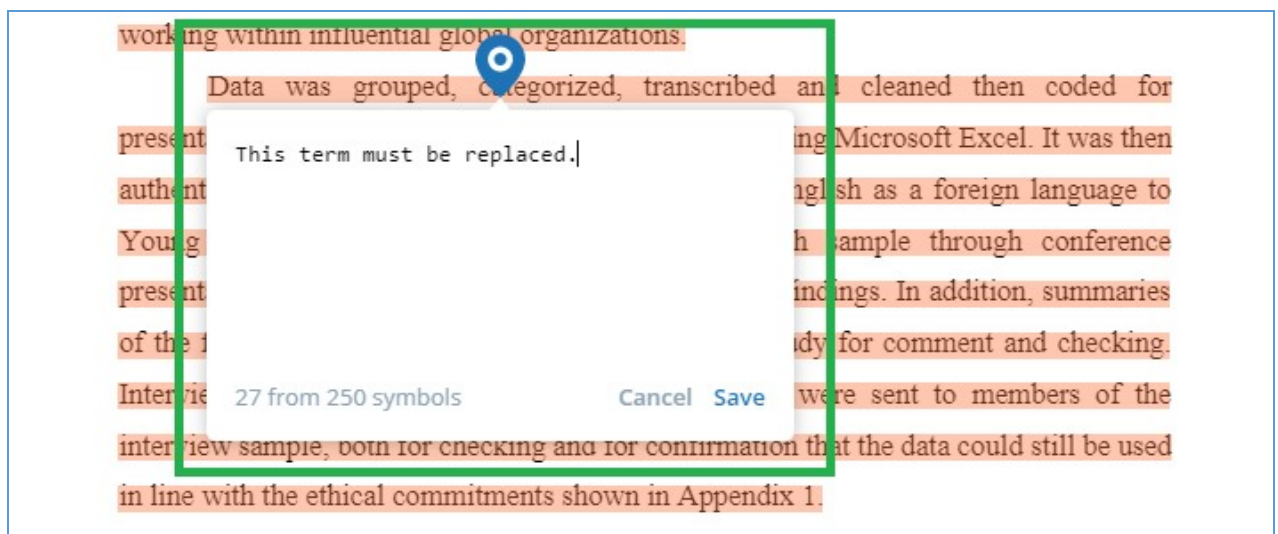 working within influential global organizations.
Data was grouped, categorized, transcribed and cleaned then coded for
This term must be replaced.
27 from 250 symbols
Cancel Save
present ing Microsoft Excel. It was then
authent nglish as a foreign language to
Young h sample through conference
present indings. In addition, summaries
of the f dy for comment and checking.
Intervie were sent to members of the
interview sample, both for checking and for confirmation that the data could still be used
in line with the ethical commitments shown in Appendix 1.